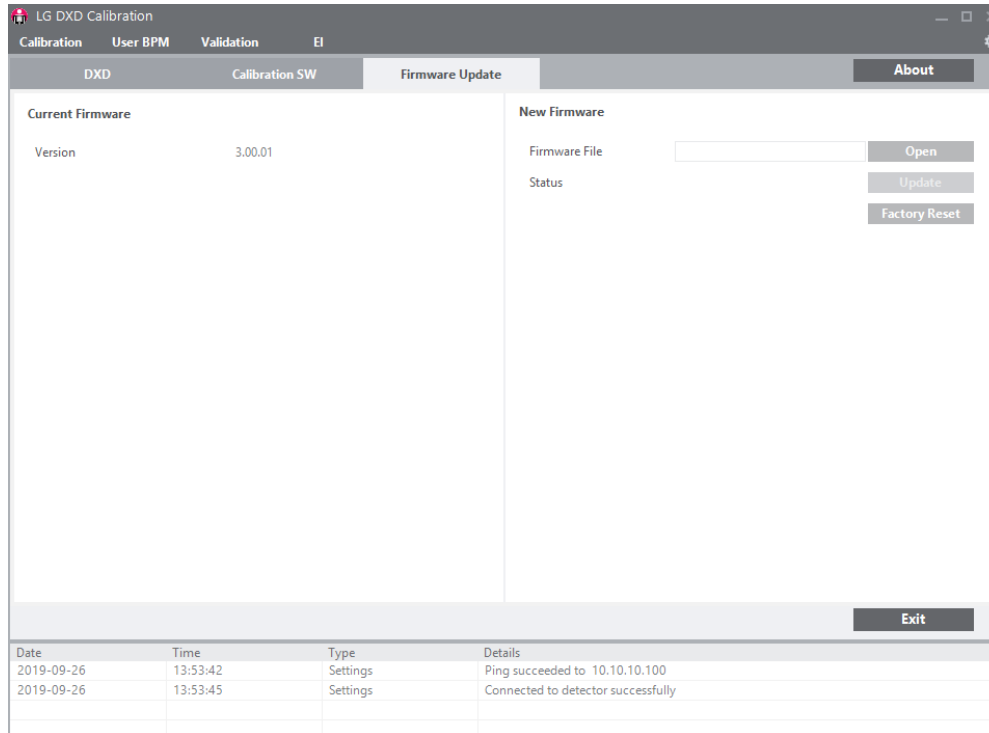 LG DXD Calibration
Calibration User BPM Validation EI
DXD Calibration SW Firmware Update About
Current Firmware
Version 3.00.01
New Firmware
Firmware File Open
Status Update
Factory Reset
Exit
Date Time Type Details
2019-09-26 13:53:42 Settings Ping succeeded to 10.10.10.100
2019-09-26 13:53:45 Settings Connected to detector successfully